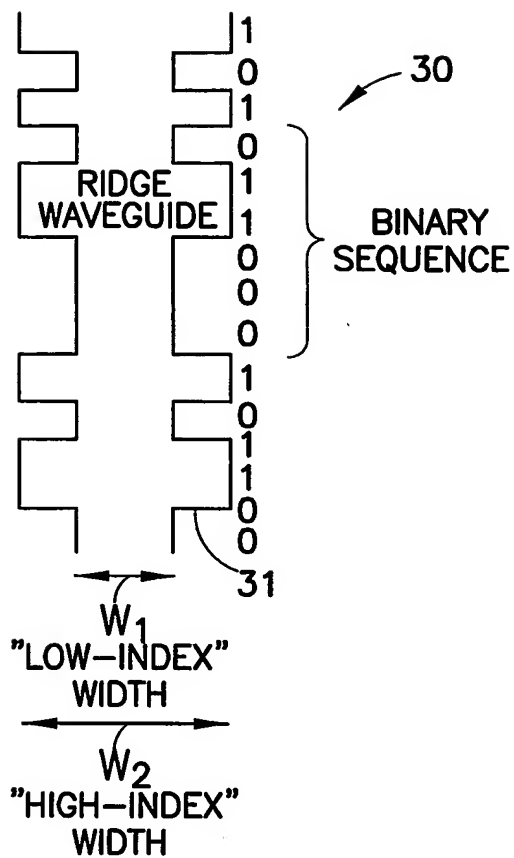 1
0
30
1
0
1
RIDGE
WAVEGUIDE
1
BINARY
SEQUENCE
0
0
0
1
0
1
1
0
0
31
W1
"LOW-INDEX"
WIDTH
W2
"HIGH-INDEX"
WIDTH